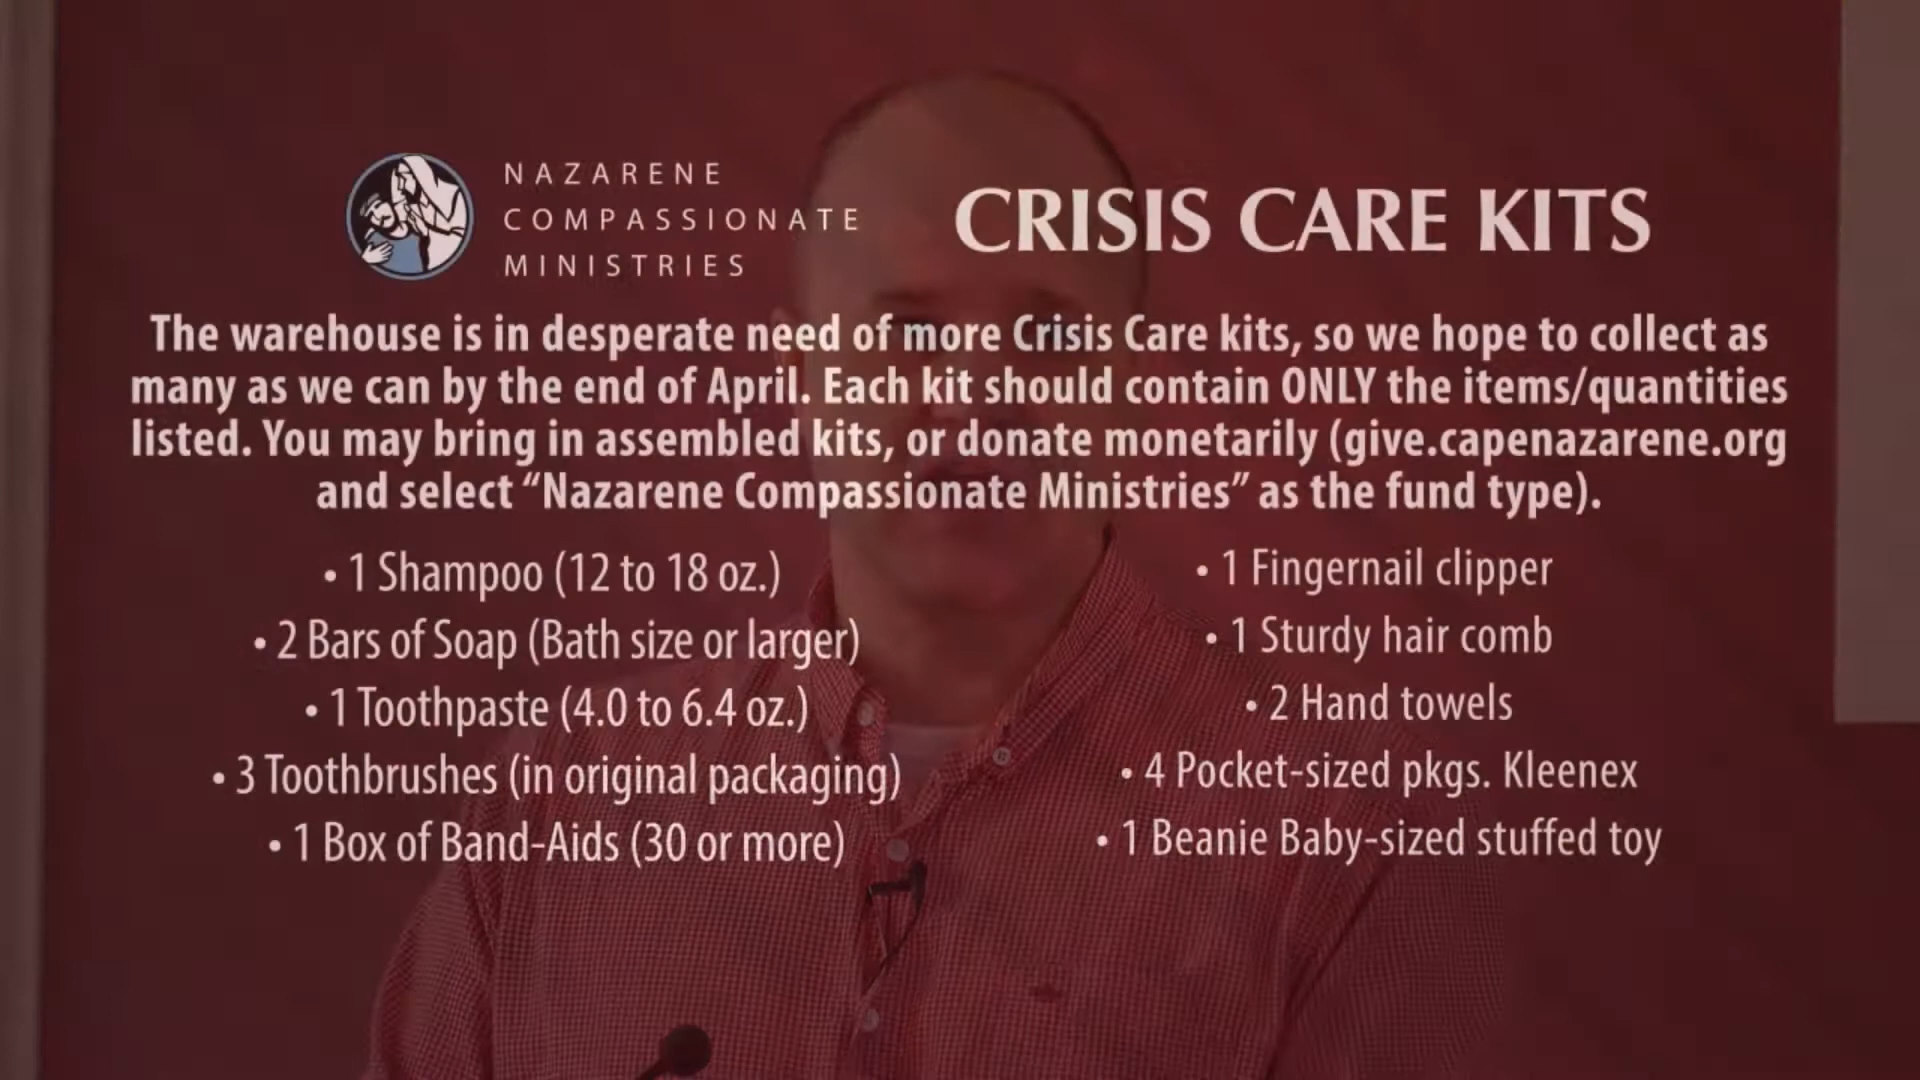 NAZARENE
COMPASSIONATE
MINISTRIES
CRISIS CARE KITS
The warehouse is in desperate need of more Crisis Care kits, so we hope to collect as
many as we can by the end of April. Each kit should contain ONLY the items/quantities
listed. You may bring in assembled kits, or donate monetarily (give.capenazarene.org
and select “Nazarene Compassionate Ministries” as the fund type).
• 1 Shampoo (12 to 18 oz.)
• 2 Bars of Soap (Bath size or larger)
• 1 Toothpaste (4.0 to 6.4 oz.)
• 3 Toothbrushes (in original packaging)
• 1 Box of Band-Aids (30 or more)
• 1 Fingernail clipper
• 1 Sturdy hair comb
• 2 Hand towels
• 4 Pocket-sized pkgs. Kleenex
• 1 Beanie Baby-sized stuffed toy